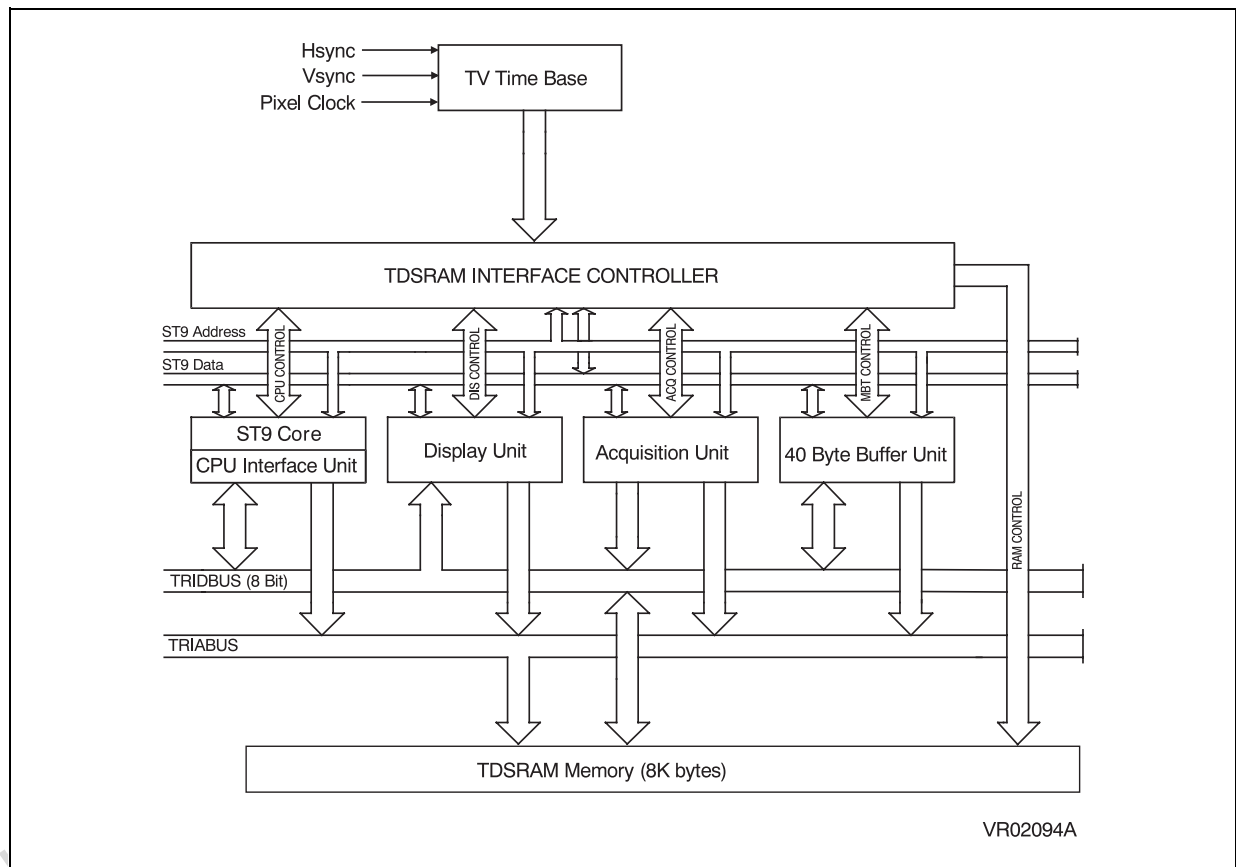 Hsync
Vsync
Pixel Clock
TV Time Base
TDSRAM INTERFACE CONTROLLER
ST9 Address
ST9 Data
CPU CONTROL
DIS CONTROL
ACQ CONTROL
MBT CONTROL
RAM CONTROL
ST9 Core
CPU Interface Unit
Display Unit
Acquisition Unit
40 Byte Buffer Unit
TRIDBUS (8 Bit)
TRIABUS
TDSRAM Memory (8K bytes)
VR02094A